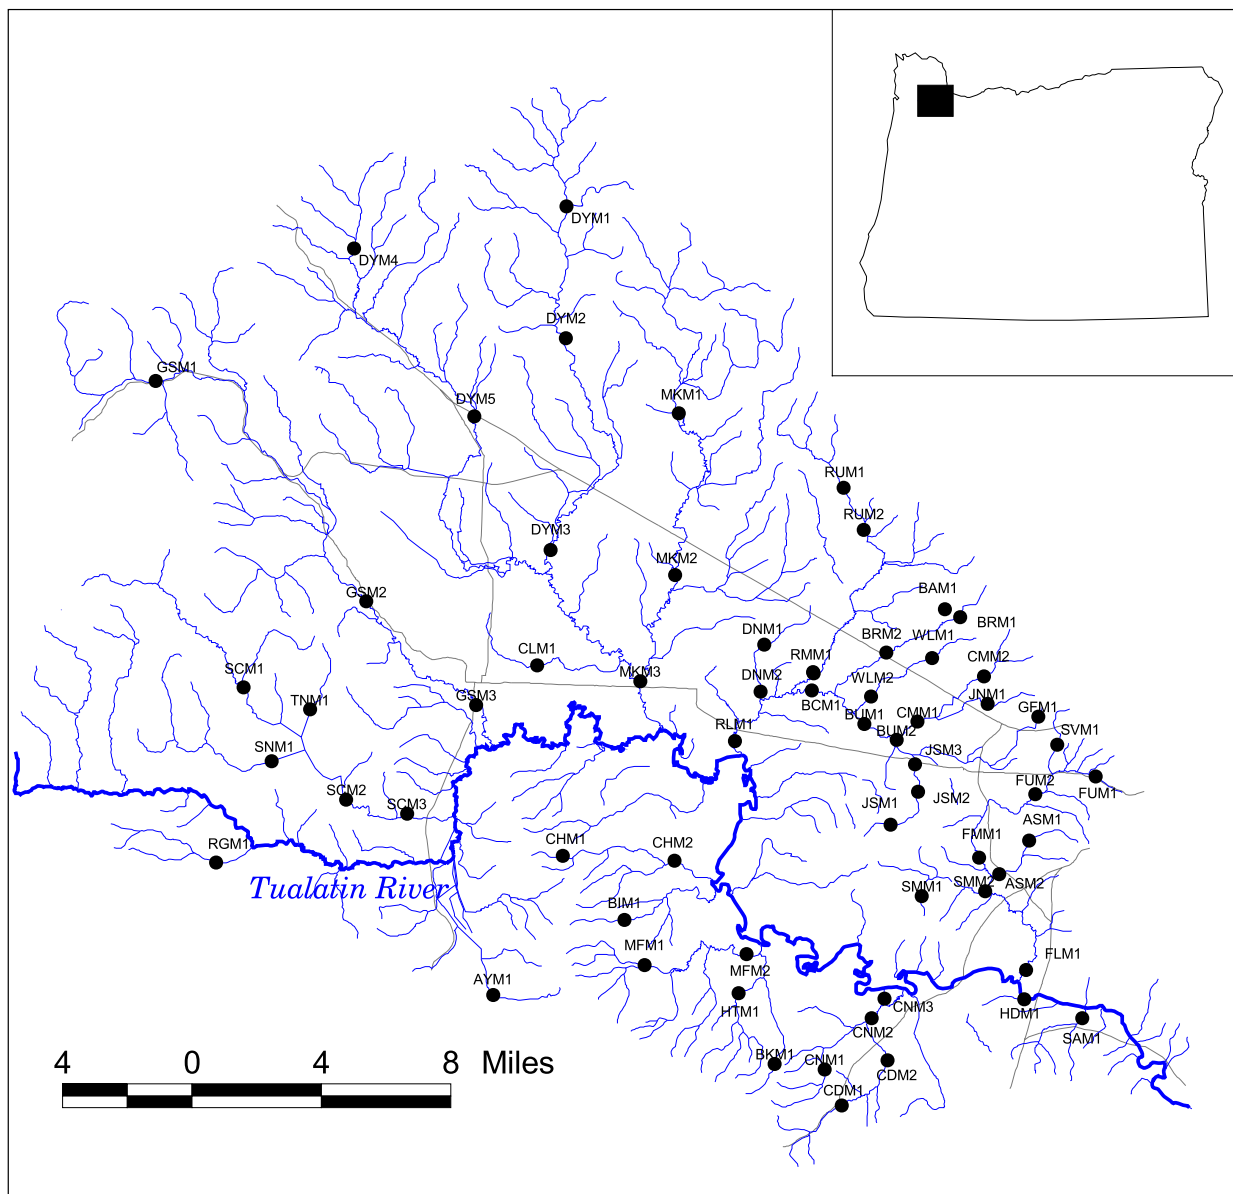 DYM1
DYM4
DYM2
GSM1
DYM5
MKM1
RUM1
RUM2
DYM3
MKM2
GSM2
BAM1
BRM1
DNM1
BRM2
WLM1
CLM1
RMM1
CMM2
SCM1
MKM3
DNM2
WLM2
TNM1
GSM3
BCM1
JNM1
GFM1
BUM1
CMM1
RLM1
BUM2
SVM1
SNM1
JSM3
SCM2
FUM2
FUM1
SCM3
JSM1
JSM2
ASM1
RGM1
CHM1
CHM2
FMM1
Tualatin River
SMM1
SMM2
ASM2
BIM1
MFM1
FLM1
MFM2
AYM1
HTM1
CNM3
HDM1
CNM2
SAM1
BKM1
CNM1
CDM2
CDM1
4 0 4 8 Miles